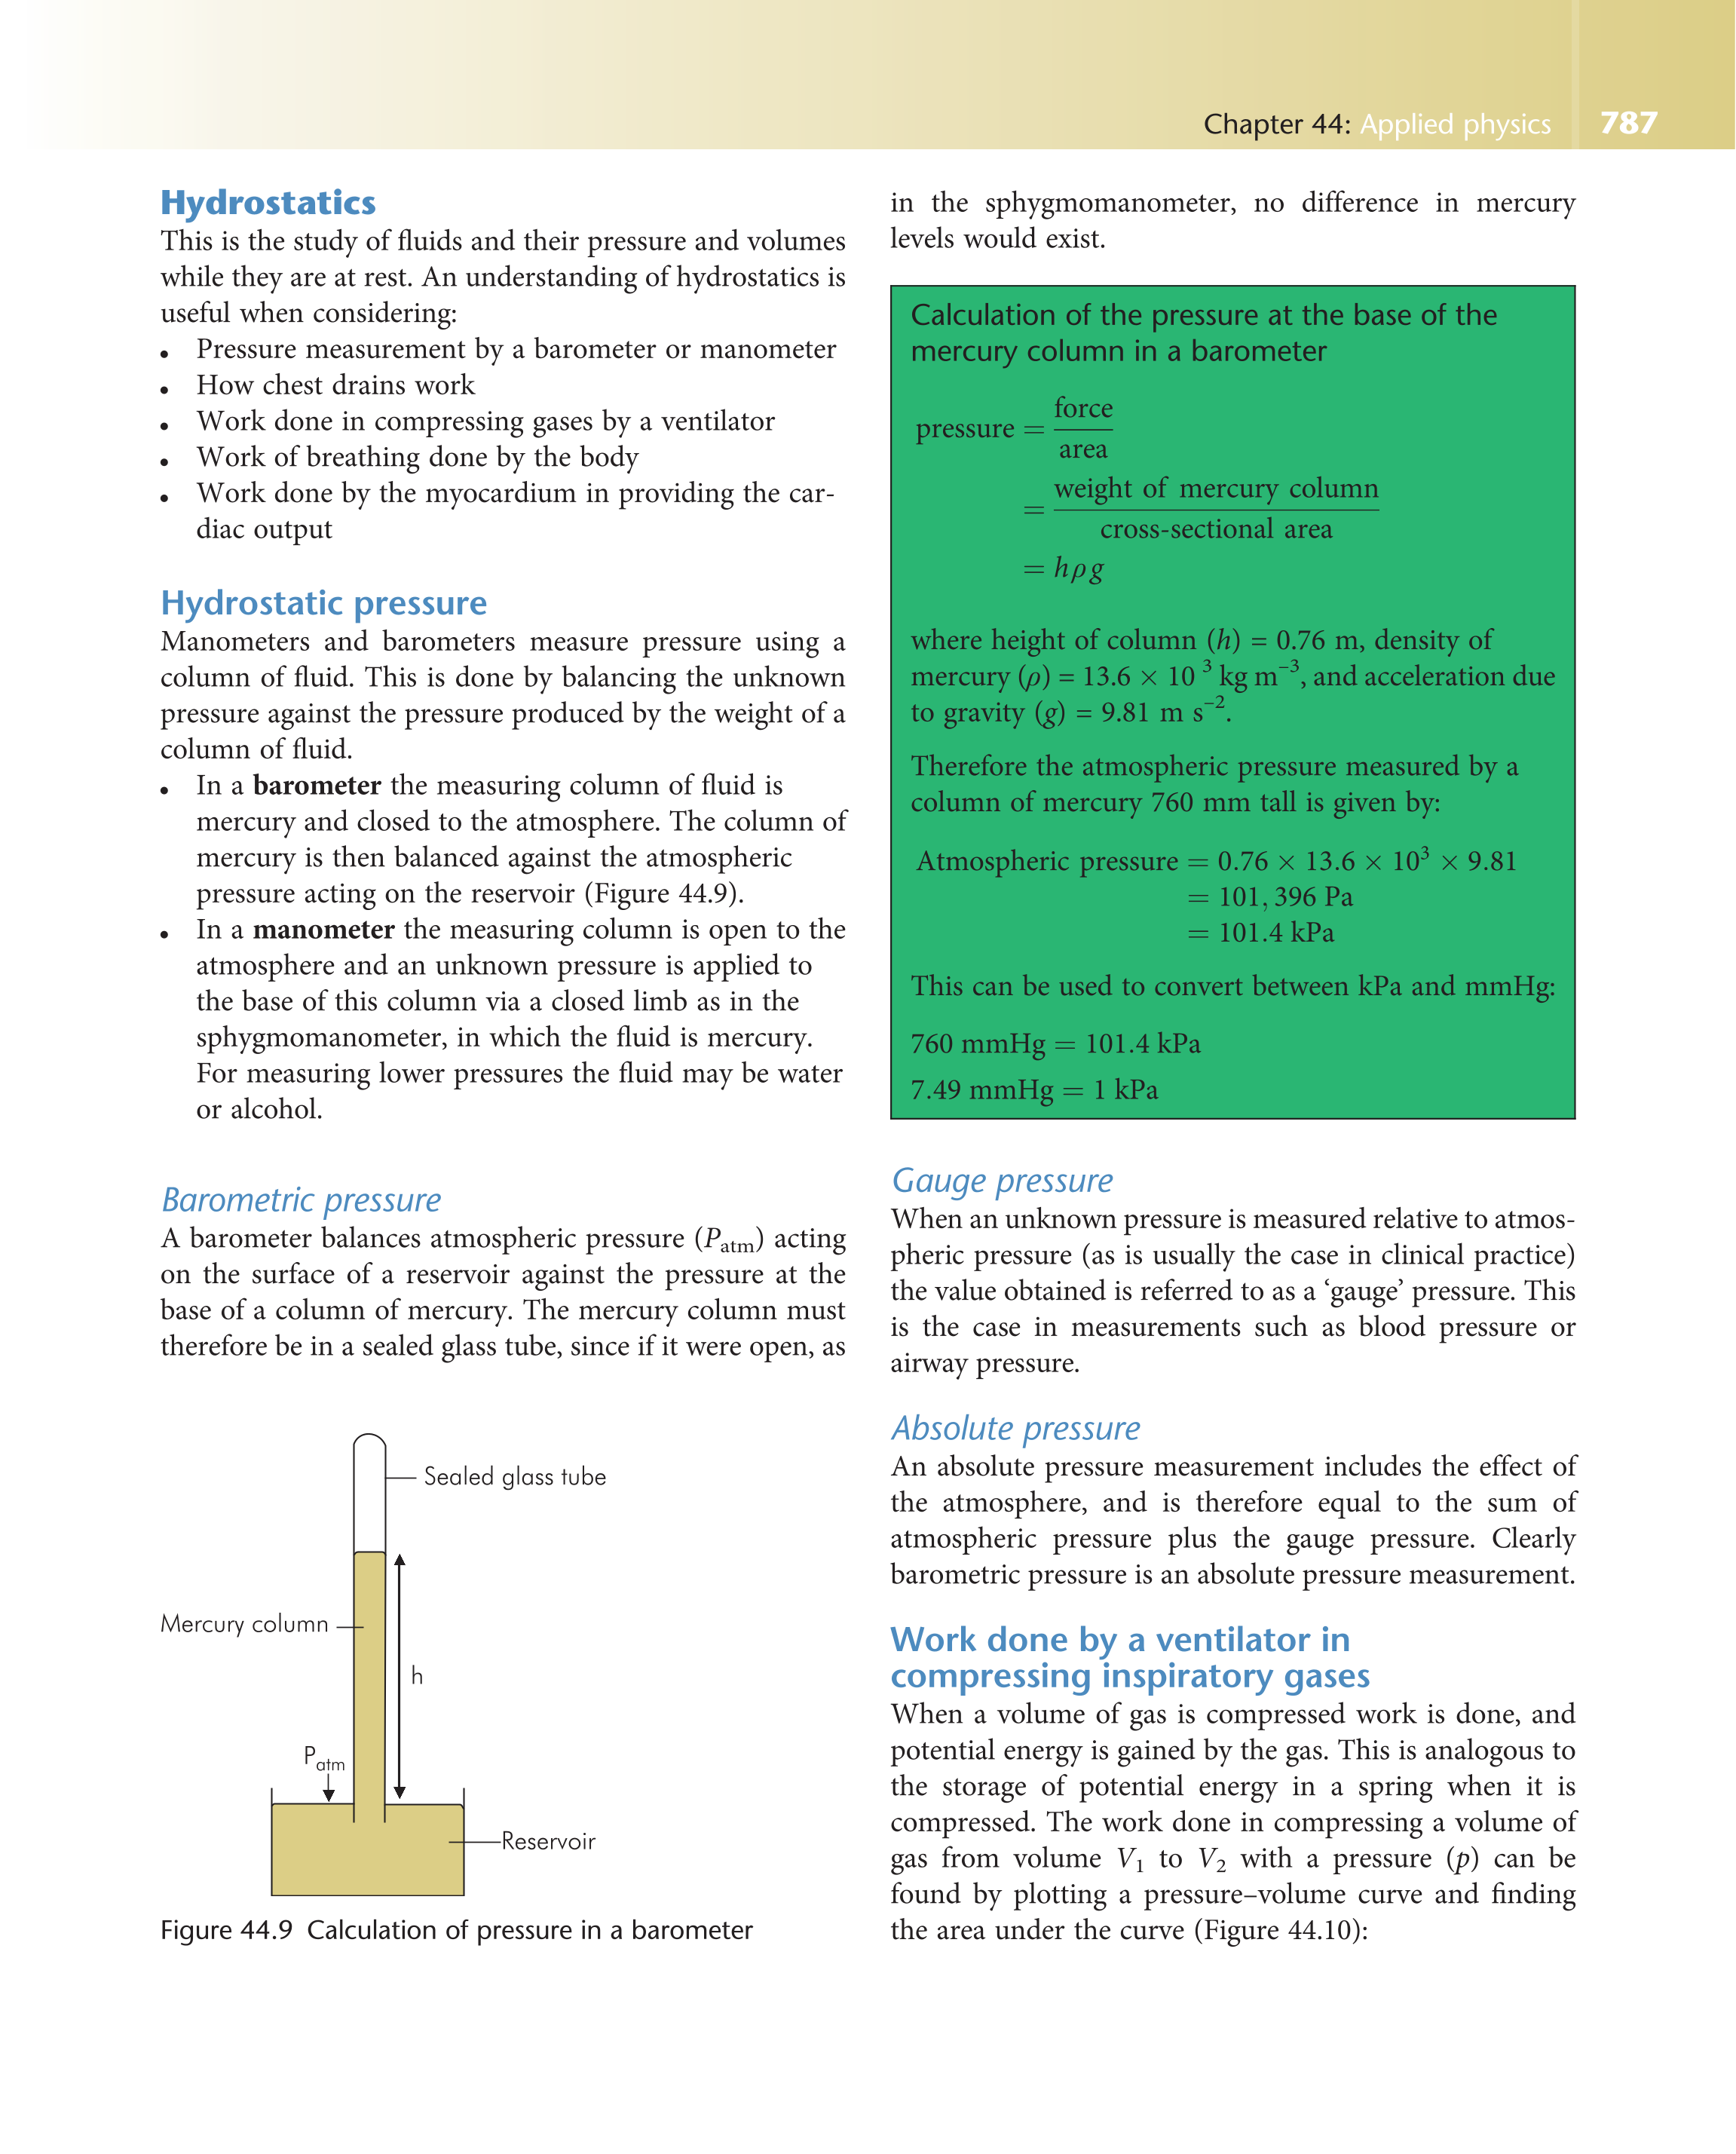 Chapter 44: Applied physics 787
Hydrostatics
This is the study of fluids and their pressure and volumes
while they are at rest. An understanding of hydrostatics is
useful when considering:
• Pressure measurement by a barometer or manometer
• How chest drains work
• Work done in compressing gases by a ventilator
• Work of breathing done by the body
• Work done by the myocardium in providing the car-
diac output
Hydrostatic pressure
Manometers and barometers measure pressure using a
column of fluid. This is done by balancing the unknown
pressure against the pressure produced by the weight of a
column of fluid.
• In a barometer the measuring column of fluid is
mercury and closed to the atmosphere. The column of
mercury is then balanced against the atmospheric
pressure acting on the reservoir (Figure 44.9).
• In a manometer the measuring column is open to the
atmosphere and an unknown pressure is applied to
the base of this column via a closed limb as in the
sphygmomanometer, in which the fluid is mercury.
For measuring lower pressures the fluid may be water
or alcohol.
Barometric pressure
A barometer balances atmospheric pressure (Patm) acting
on the surface of a reservoir against the pressure at the
base of a column of mercury. The mercury column must
therefore be in a sealed glass tube, since if it were open, as
Sealed glass tube
Mercury column
h
Patm
Reservoir
Figure 44.9 Calculation of pressure in a barometer
in the sphygmomanometer, no difference in mercury
levels would exist.
Calculation of the pressure at the base of the
mercury column in a barometer
pressure = force
area
= weight of mercury column
cross-sectional area
= hρg
where height of column (h) = 0.76 m, density of
mercury (ρ) = 13.6 × 10 ³ kg m⁻³, and acceleration due
to gravity (g) = 9.81 m s⁻².
Therefore the atmospheric pressure measured by a
column of mercury 760 mm tall is given by:
Atmospheric pressure = 0.76 × 13.6 × 10³ × 9.81
= 101, 396 Pa
= 101.4 kPa
This can be used to convert between kPa and mmHg:
760 mmHg = 101.4 kPa
7.49 mmHg = 1 kPa
Gauge pressure
When an unknown pressure is measured relative to atmos-
pheric pressure (as is usually the case in clinical practice)
the value obtained is referred to as a ‘gauge’ pressure. This
is the case in measurements such as blood pressure or
airway pressure.
Absolute pressure
An absolute pressure measurement includes the effect of
the atmosphere, and is therefore equal to the sum of
atmospheric pressure plus the gauge pressure. Clearly
barometric pressure is an absolute pressure measurement.
Work done by a ventilator in
compressing inspiratory gases
When a volume of gas is compressed work is done, and
potential energy is gained by the gas. This is analogous to
the storage of potential energy in a spring when it is
compressed. The work done in compressing a volume of
gas from volume V₁ to V₂ with a pressure (p) can be
found by plotting a pressure–volume curve and finding
the area under the curve (Figure 44.10):